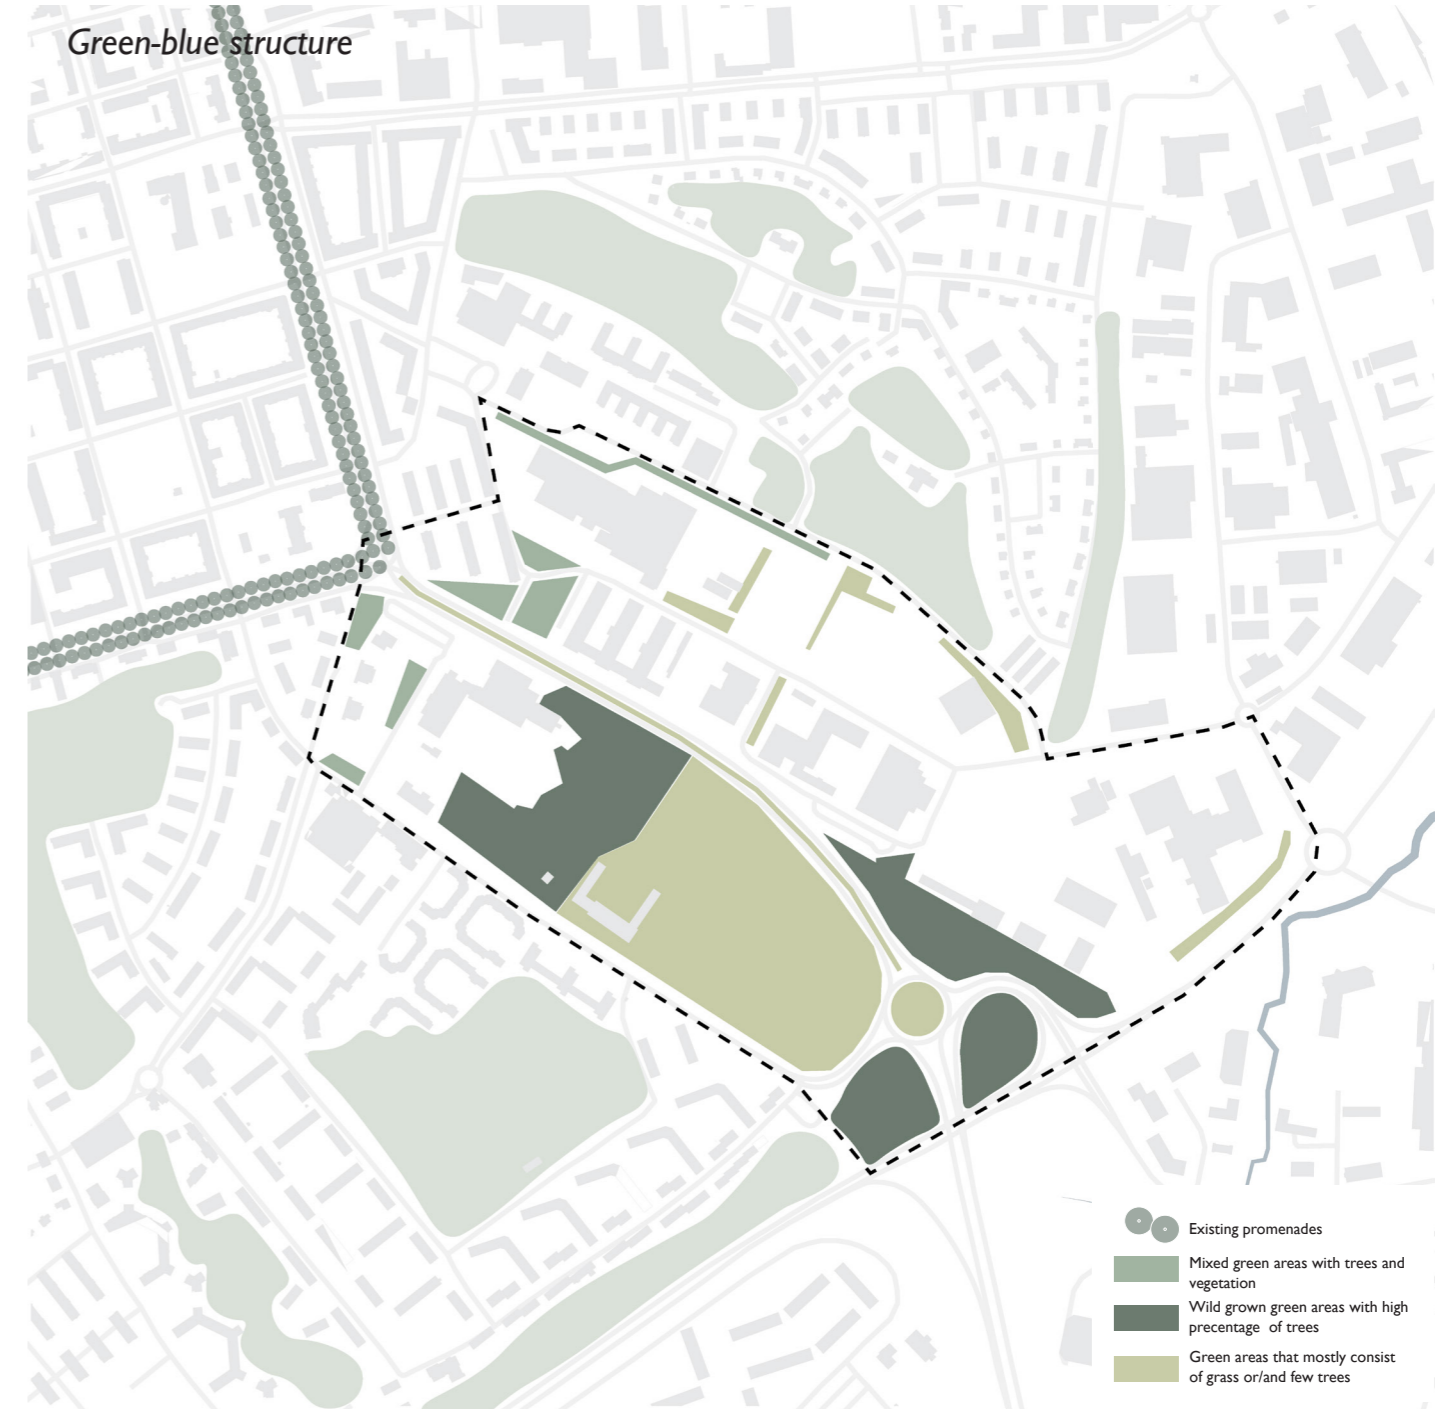 Green-blue structure
Existing promenades
Mixed green areas with trees and
vegetation
Wild grown green areas with high
precentage of trees
Green areas that mostly consist
of grass or/and few trees